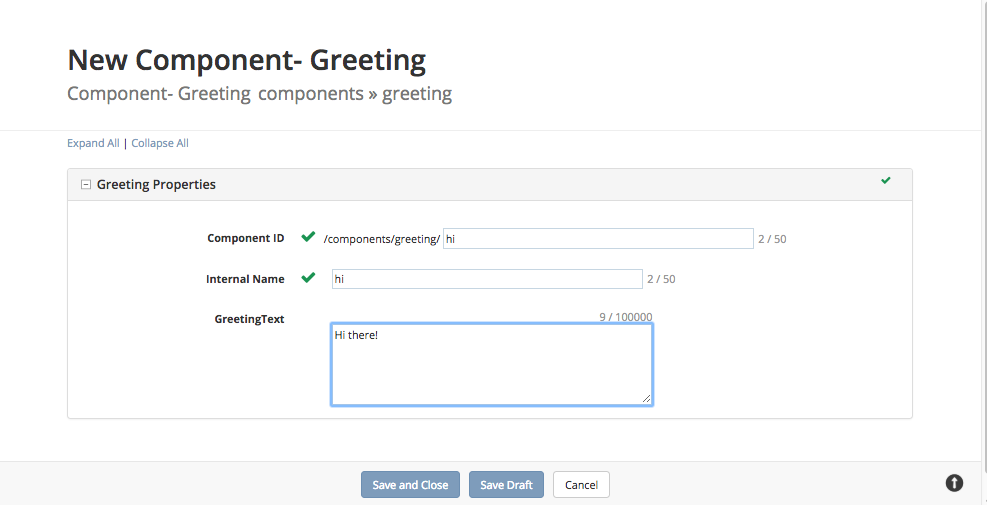 New Component- Greeting
Component- Greeting components » greeting
Expand All | Collapse All
Greeting Properties
Component ID /components/greeting/ hi 2 / 50
Internal Name hi 2 / 50
GreetingText 9 / 100000
Hi there!
Save and Close Save Draft Cancel